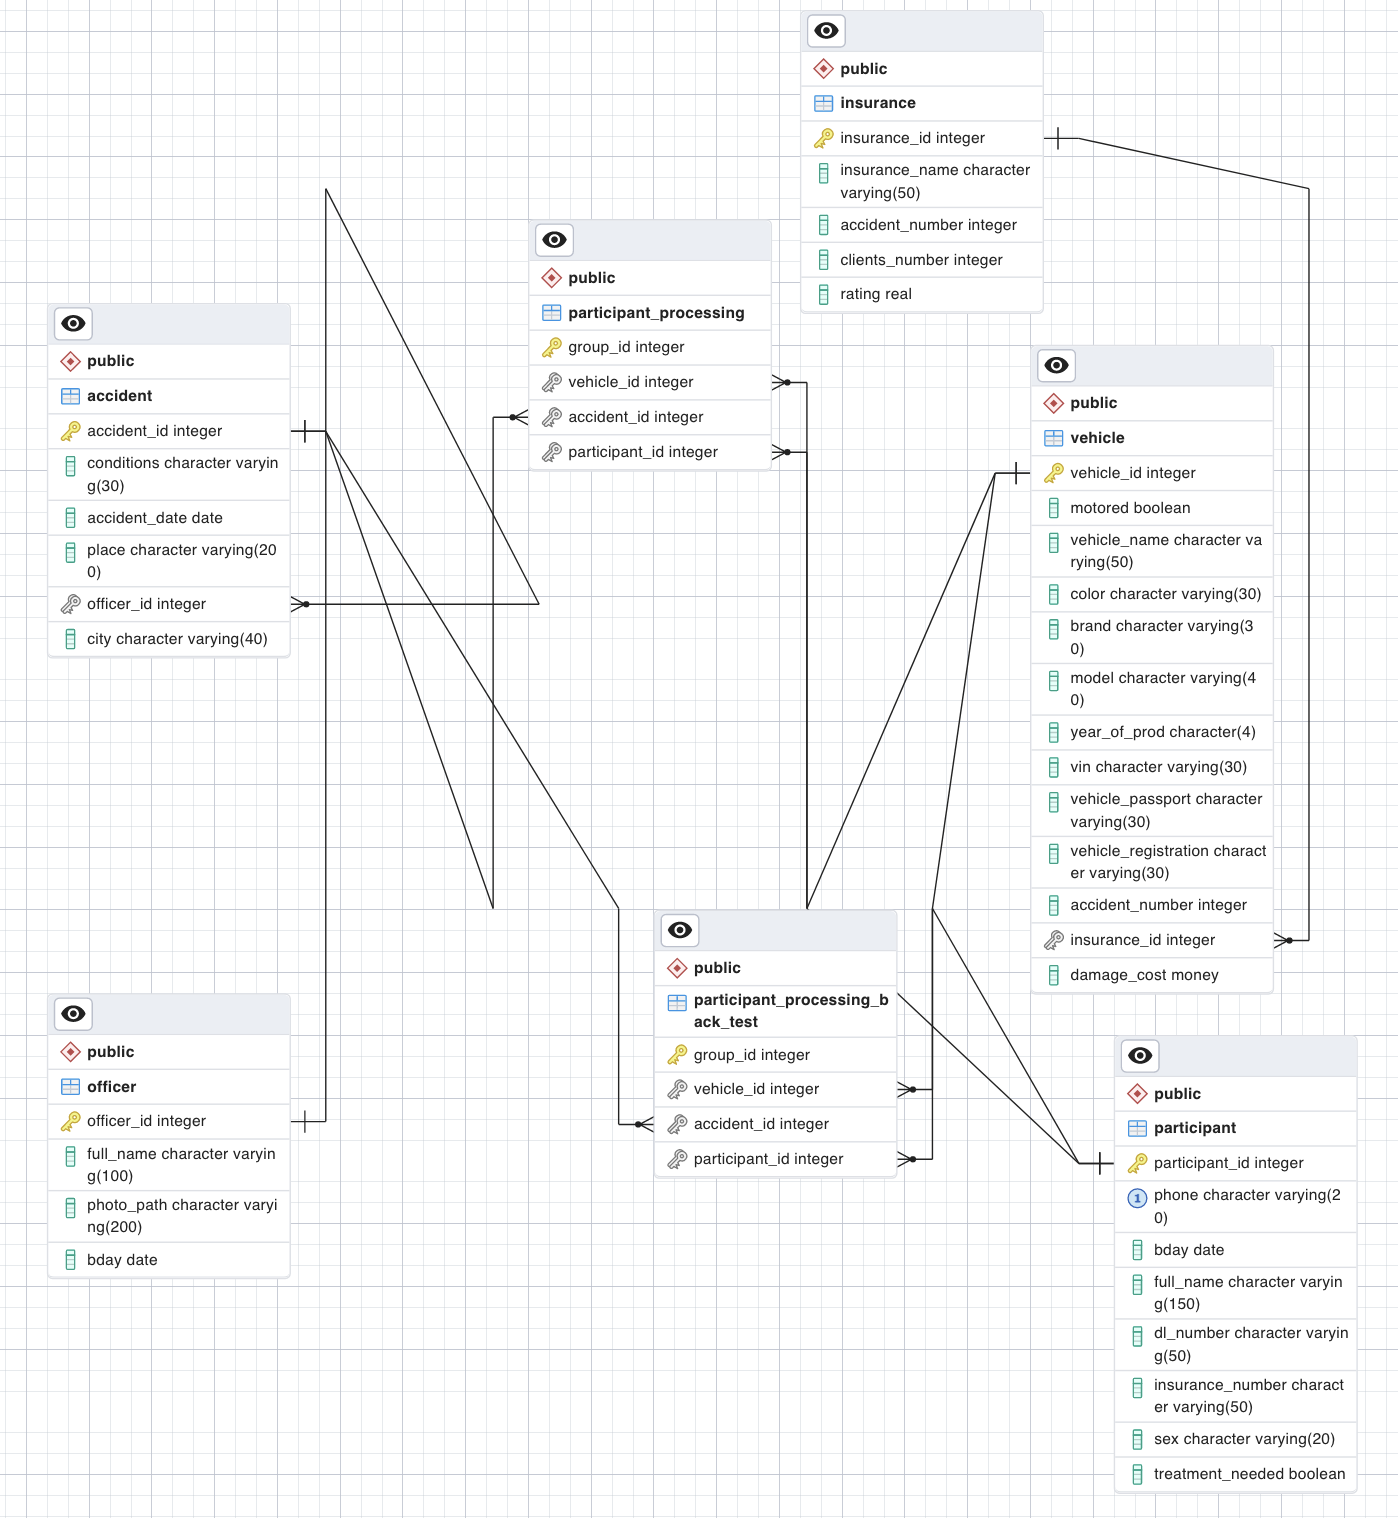 public
insurance
insurance_id integer
insurance_name character
varying(50)
accident_number integer
clients_number integer
rating real
public
participant_processing
group_id integer
vehicle_id integer
accident_id integer
participant_id integer
public
accident
accident_id integer
conditions character varyin
g(30)
accident_date date
place character varying(20
0)
officer_id integer
city character varying(40)
public
vehicle
vehicle_id integer
motored boolean
vehicle_name character va
rying(50)
color character varying(30)
brand character varying(3
0)
model character varying(4
0)
year_of_prod character(4)
vin character varying(30)
vehicle_passport character
varying(30)
vehicle_registration charact
er varying(30)
accident_number integer
insurance_id integer
damage_cost money
public
participant_processing_b
ack_test
group_id integer
vehicle_id integer
accident_id integer
participant_id integer
public
officer
officer_id integer
full_name character varyin
g(100)
photo_path character varyi
ng(200)
bday date
public
participant
participant_id integer
1 phone character varying(2
0)
bday date
full_name character varyin
g(150)
dl_number character varyin
g(50)
insurance_number charact
er varying(50)
sex character varying(20)
treatment_needed boolean